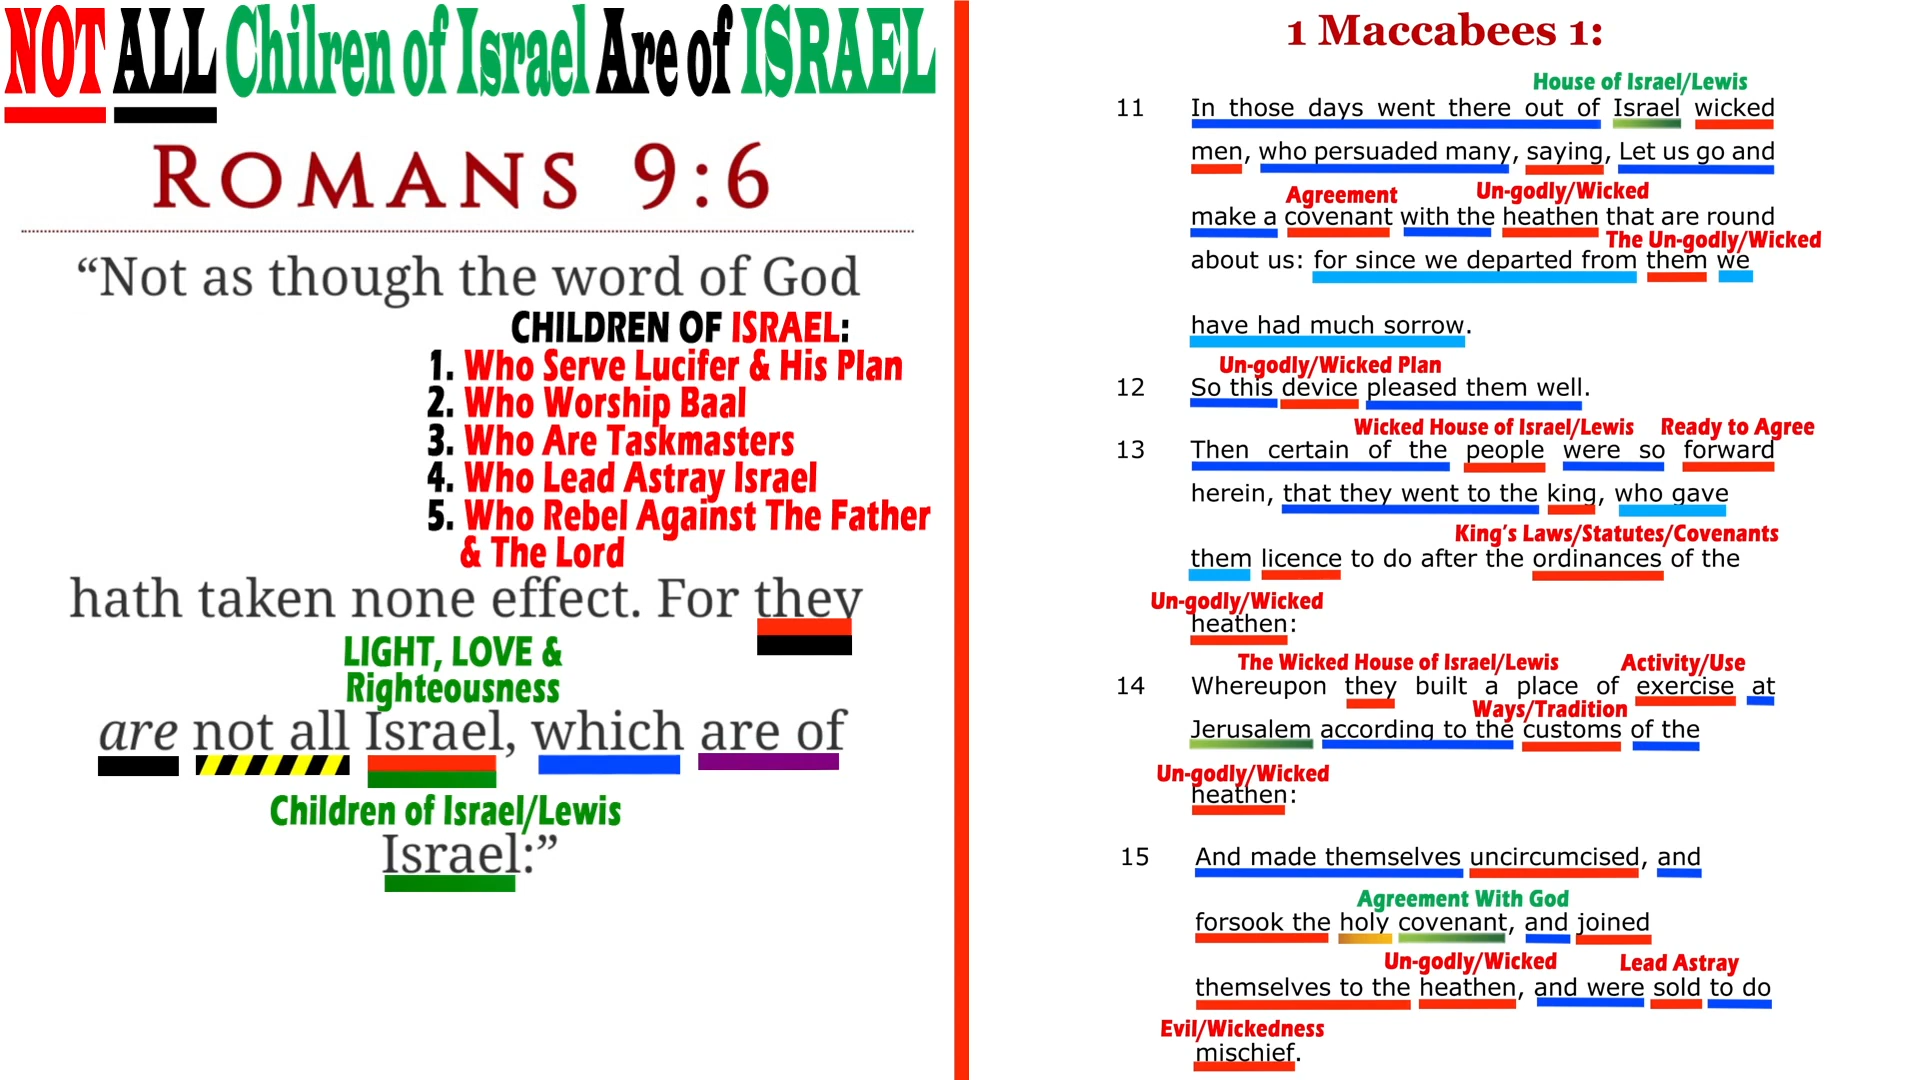 NOT ALL Chilren of Israel Are of ISRAEL
ROMANS 9:6
“Not as though the word of God
CHILDREN OF ISRAEL:
1. Who Serve Lucifer & His Plan
2. Who Worship Baal
3. Who Are Taskmasters
4. Who Lead Astray Israel
5. Who Rebel Against The Father
& The Lord
hath taken none effect. For they
LIGHT, LOVE &
Righteousness
are not all Israel, which are of
Children of Israel/Lewis
Israel:”
1 Maccabees 1:
House of Israel/Lewis
11 In those days went there out of Israel wicked
men, who persuaded many, saying, Let us go and
Agreement Un-godly/Wicked
make a covenant with the heathen that are round
The Un-godly/Wicked
about us: for since we departed from them we
have had much sorrow.
Un-godly/Wicked Plan
12 So this device pleased them well.
Wicked House of Israel/Lewis Ready to Agree
13 Then certain of the people were so forward
herein, that they went to the king, who gave
King’s Laws/Statutes/Covenants
them licence to do after the ordinances of the
Un-godly/Wicked
heathen:
The Wicked House of Israel/Lewis Activity/Use
14 Whereupon they built a place of exercise at
Ways/Tradition
Jerusalem according to the customs of the
Un-godly/Wicked
heathen:
15 And made themselves uncircumcised, and
Agreement With God
forsook the holy covenant, and joined
Un-godly/Wicked Lead Astray
themselves to the heathen, and were sold to do
Evil/Wickedness
mischief.